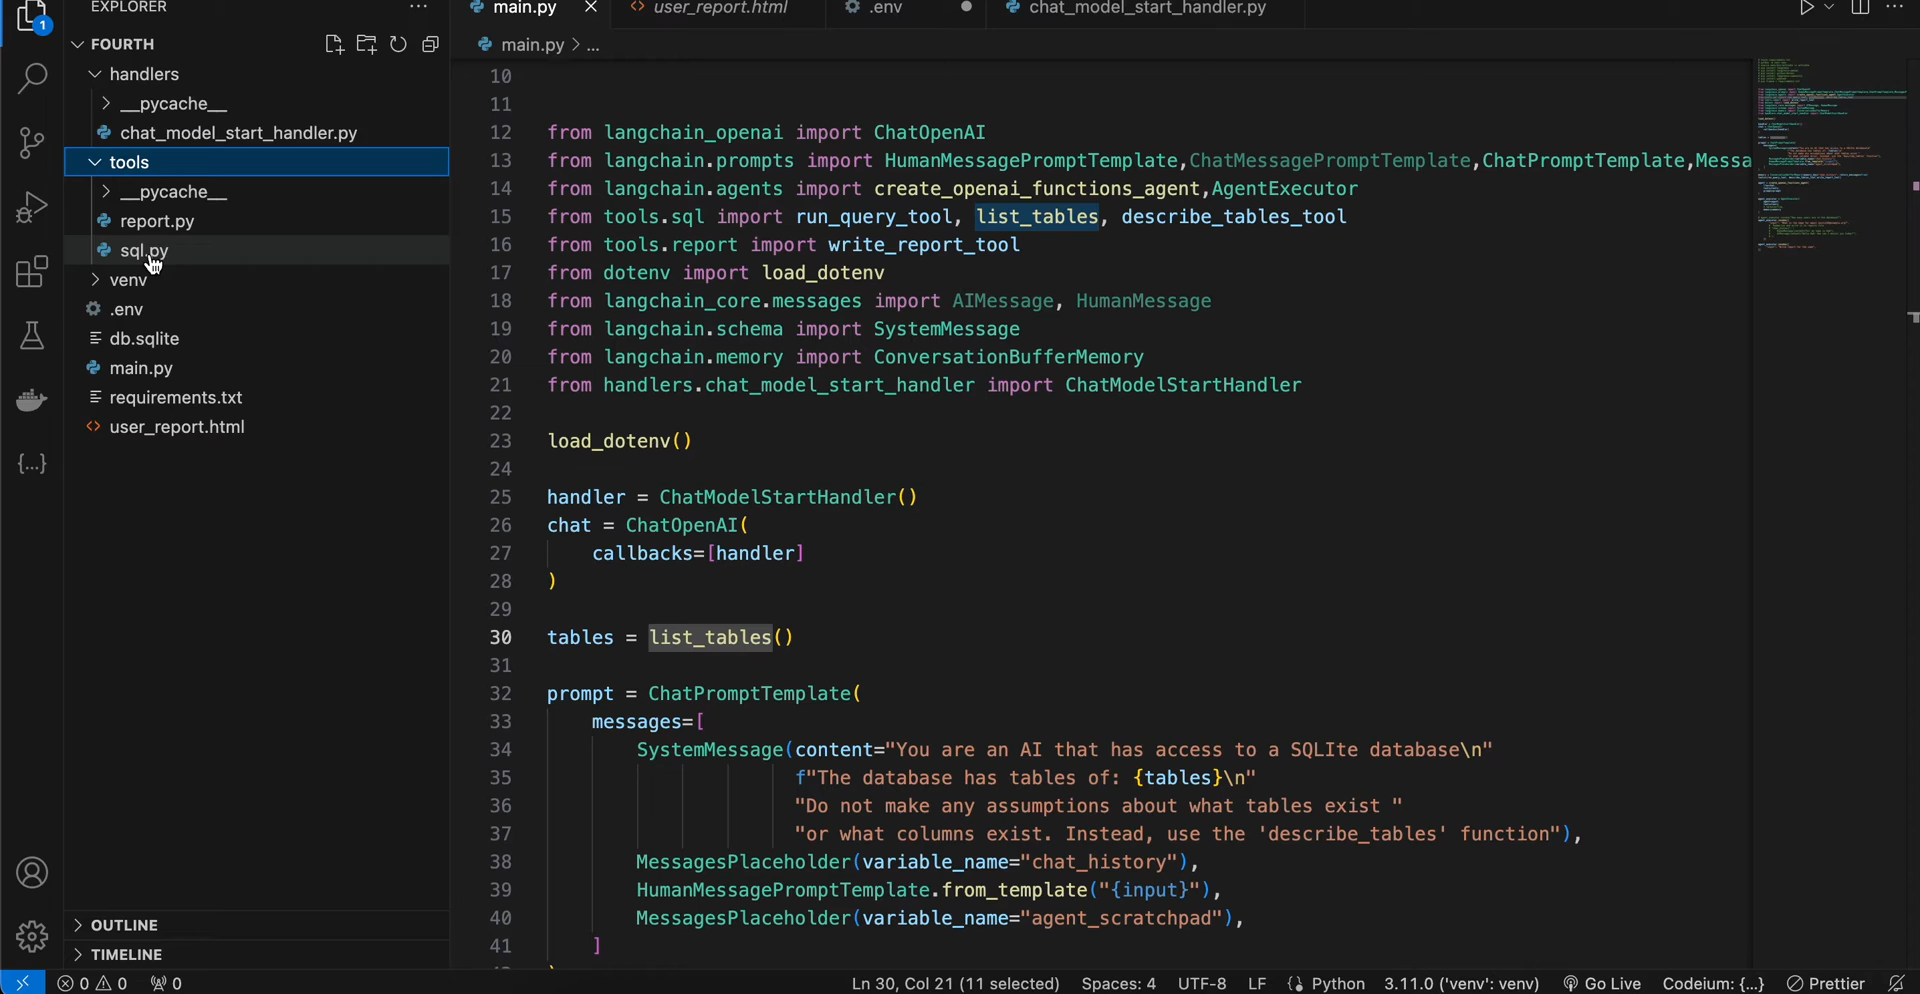 EXPLORER
1
FOURTH
handlers
__pycache__
chat_model_start_handler.py
tools
__pycache__
report.py
sql.py
venv
.env
db.sqlite
main.py
requirements.txt
user_report.html
OUTLINE
TIMELINE
main.py
user_report.html
.env
chat_model_start_handler.py
main.py > ...
10
11
12 from langchain_openai import ChatOpenAI
13 from langchain.prompts import HumanMessagePromptTemplate,ChatMessagePromptTemplate,ChatPromptTemplate,Messa
14 from langchain.agents import create_openai_functions_agent,AgentExecutor
15 from tools.sql import run_query_tool, list_tables, describe_tables_tool
16 from tools.report import write_report_tool
17 from dotenv import load_dotenv
18 from langchain_core.messages import AIMessage, HumanMessage
19 from langchain.schema import SystemMessage
20 from langchain.memory import ConversationBufferMemory
21 from handlers.chat_model_start_handler import ChatModelStartHandler
22
23 load_dotenv()
24
25 handler = ChatModelStartHandler()
26 chat = ChatOpenAI(
27 callbacks=[handler]
28 )
29
30 tables = list_tables()
31
32 prompt = ChatPromptTemplate(
33 messages=[
34 SystemMessage(content="You are an AI that has access to a SQLIte database\n"
35 f"The database has tables of: {tables}\n"
36 "Do not make any assumptions about what tables exist "
37 "or what columns exist. Instead, use the 'describe_tables' function"),
38 MessagesPlaceholder(variable_name="chat_history"),
39 HumanMessagePromptTemplate.from_template("{input}"),
40 MessagesPlaceholder(variable_name="agent_scratchpad"),
41 ]
0 0 0 Ln 30, Col 21 (11 selected) Spaces: 4 UTF-8 LF Python 3.11.0 ('venv': venv) Go Live Codeium: {...} Prettier